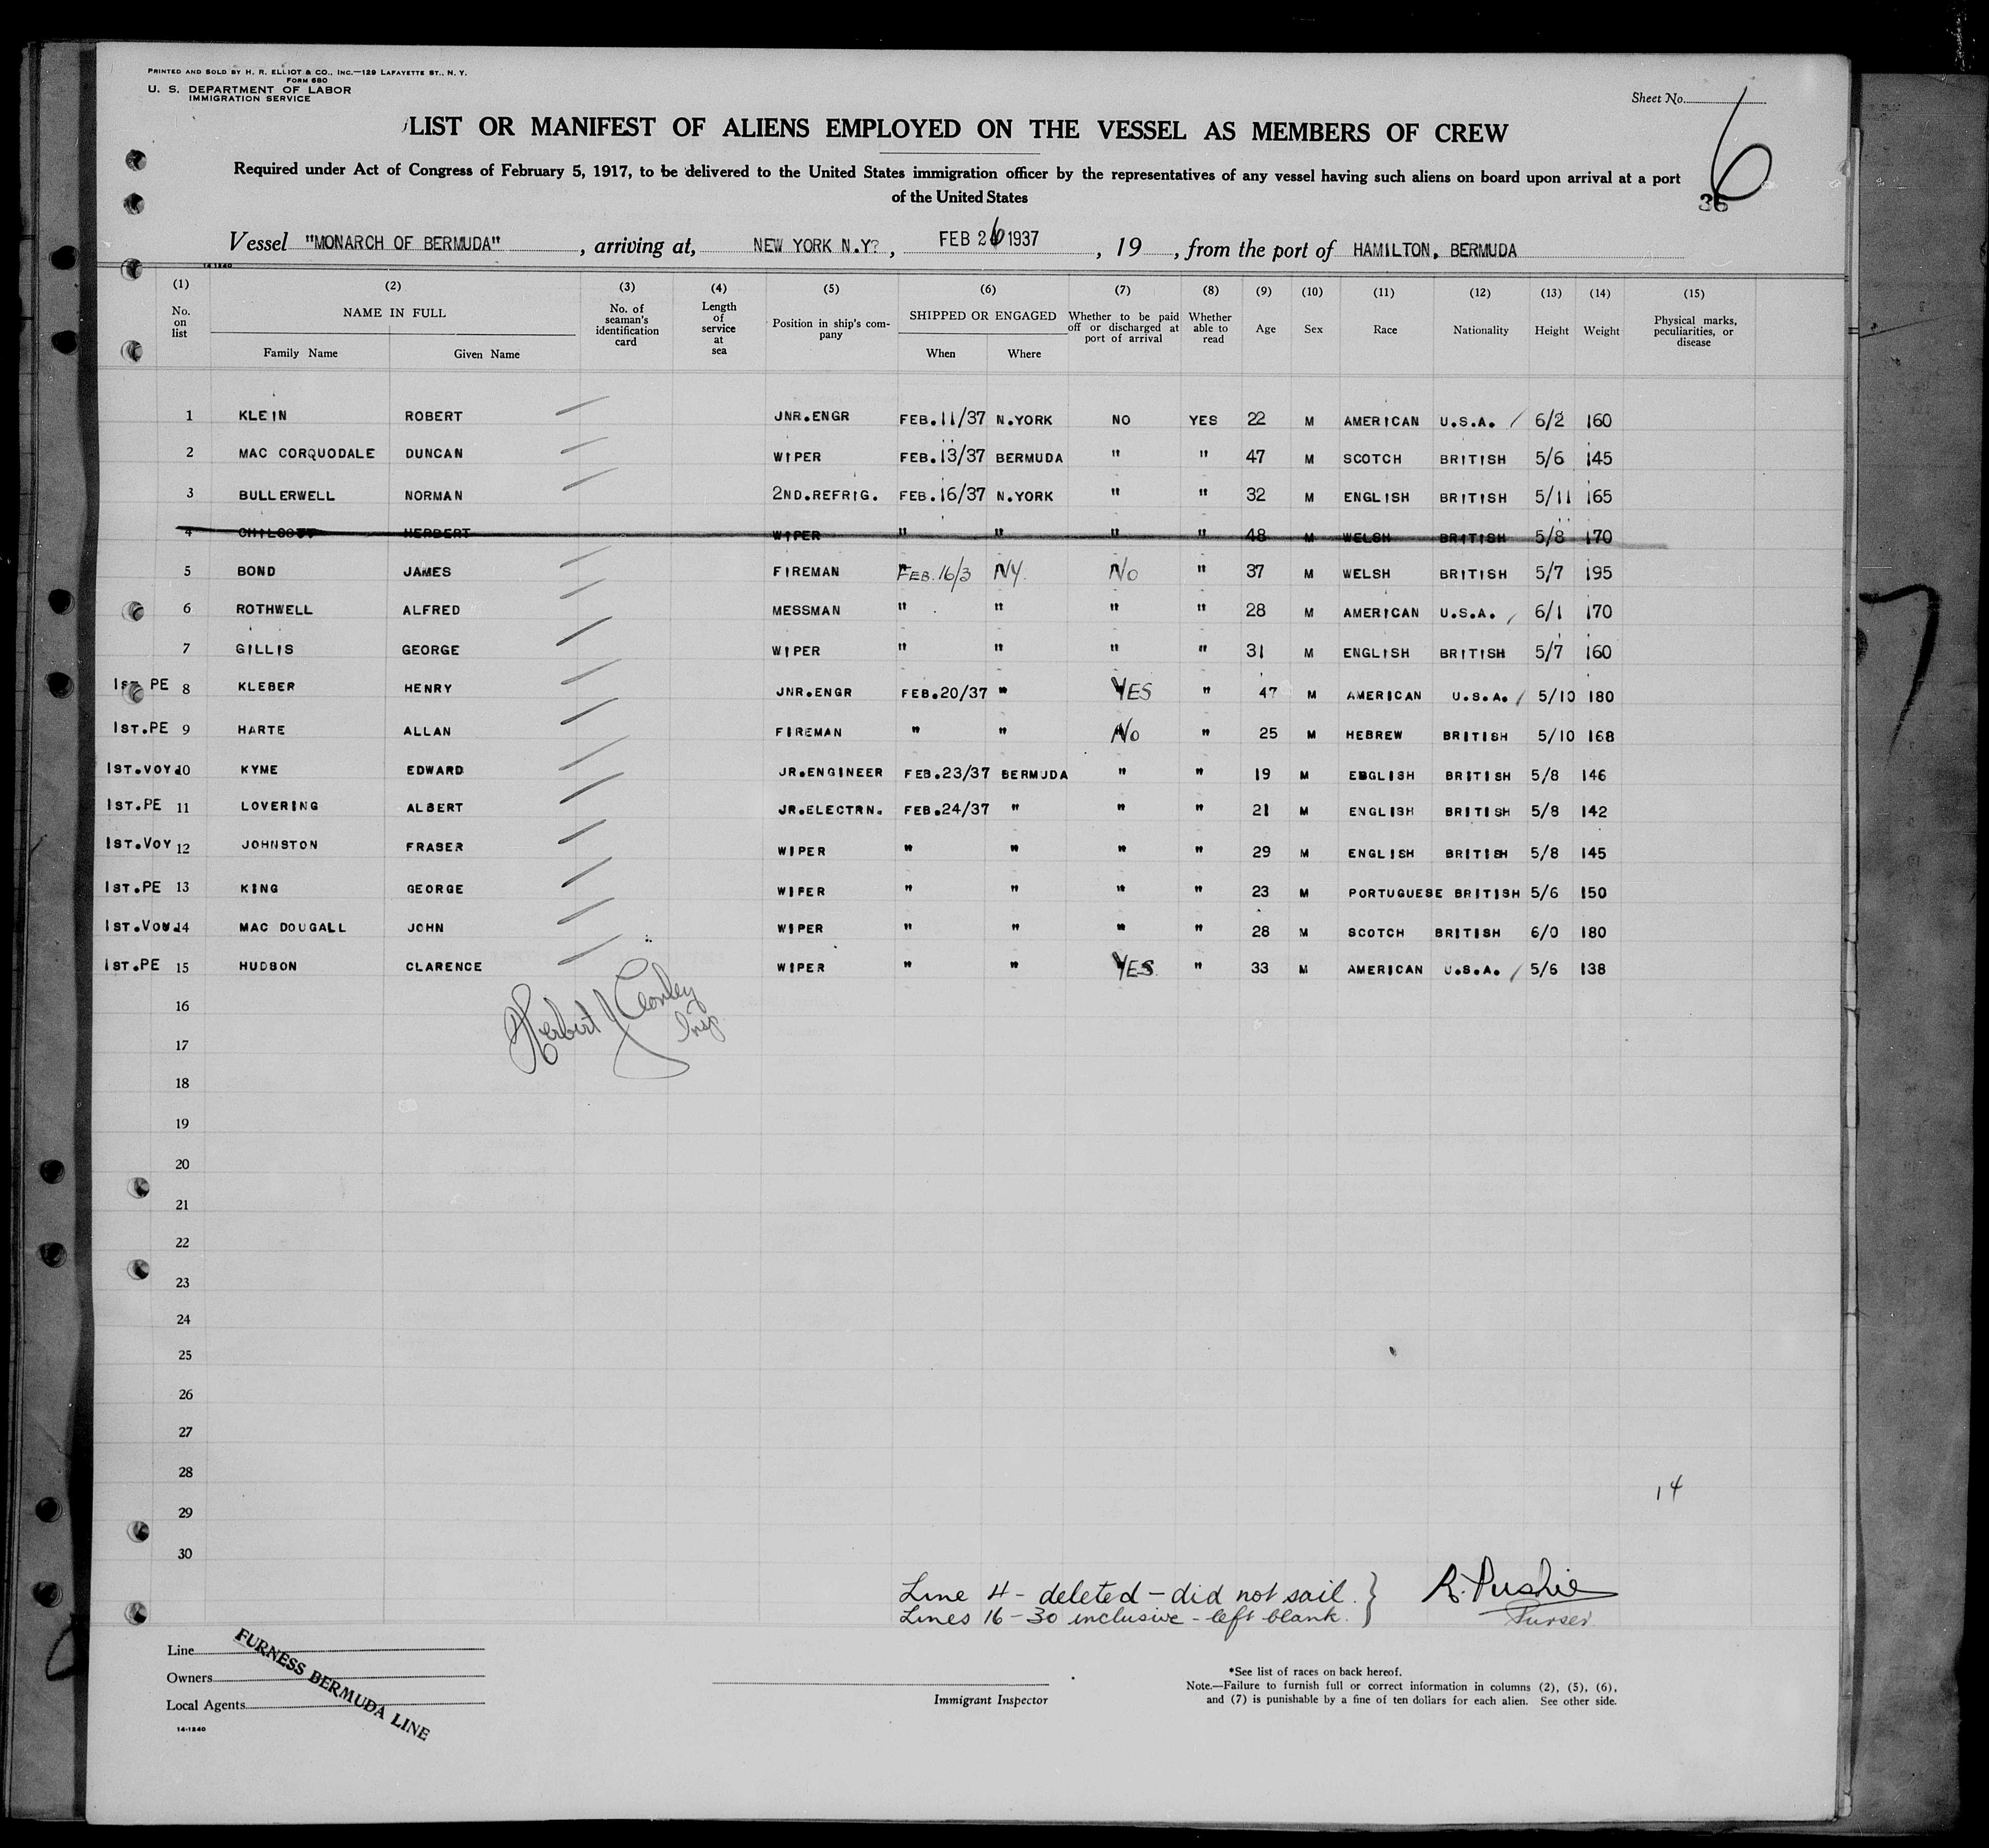 PRINTED AND SOLD BY H. R. ELLIOT & CO., INC.—129 LAFAYETTE ST., N. Y.
FORM 680
U. S. DEPARTMENT OF LABOR
IMMIGRATION SERVICE
Sheet No. 6
LIST OR MANIFEST OF ALIENS EMPLOYED ON THE VESSEL AS MEMBERS OF CREW
Required under Act of Congress of February 5, 1917, to be delivered to the United States immigration officer by the representatives of any vessel having such aliens on board upon arrival at a port
of the United States
36
Vessel "MONARCH OF BERMUDA", arriving at, NEW YORK N.Y?, FEB 26 1937, 19, from the port of HAMILTON, BERMUDA
14-1240
(1) (2) (3) (4) (5) (6) (7) (8) (9) (10) (11) (12) (13) (14) (15)
No. on list NAME IN FULL Family Name Given Name No. of seaman's identification card Length of service at sea Position in ship's company SHIPPED OR ENGAGED When Where Whether to be paid off or discharged at port of arrival Whether able to read Age Sex Race Nationality Height Weight Physical marks, peculiarities, or disease
1 KLEIN ROBERT JNR.ENGR FEB.11/37 N.YORK NO YES 22 M AMERICAN U.S.A. 6/2 160
2 MAC CORQUODALE DUNCAN WIPER FEB.13/37 BERMUDA " " 47 M SCOTCH BRITISH 5/6 145
3 BULLERWELL NORMAN 2ND.REFRIG. FEB.16/37 N.YORK " " 32 M ENGLISH BRITISH 5/11 165
4 CHILCOTT HERBERT WIPER " " " " 48 M WELSH BRITISH 5/8 170
5 BOND JAMES FIREMAN FEB.16/3 NY. NO " 37 M WELSH BRITISH 5/7 195
6 ROTHWELL ALFRED MESSMAN " " " " 28 M AMERICAN U.S.A. 6/1 170
7 GILLIS GEORGE WIPER " " " " 31 M ENGLISH BRITISH 5/7 160
1ST. PE 8 KLEBER HENRY JNR.ENGR FEB.20/37 " YES " 47 M AMERICAN U.S.A. 5/10 180
1ST.PE 9 HARTE ALLAN FIREMAN " " No " 25 M HEBREW BRITISH 5/10 168
1ST.VOY.10 KYME EDWARD JR.ENGINEER FEB.23/37 BERMUDA " " 19 M EBGLISH BRITISH 5/8 146
1ST.PE 11 LOVERING ALBERT JR.ELECTRN. FEB.24/37 " " " 21 M ENGLISH BRITISH 5/8 142
1ST.VOY 12 JOHNSTON FRASER WIPER " " " " 29 M ENGLISH BRITISH 5/8 145
1ST.PE 13 KING GEORGE WIPER " " " " 23 M PORTUGUESE BRITISH 5/6 150
1ST.VOY.14 MAC DOUGALL JOHN WIPER " " " " 28 M SCOTCH BRITISH 6/0 180
1ST.PE 15 HUDSON CLARENCE WIPER " " YES " 33 M AMERICAN U.S.A. 5/6 138
Herbert J Insp
16
17
18
19
20
21
22
23
24
25
26
27
28
14
29
30
Line 4 - deleted - did not sail.
Lines 16 - 30 inclusive - left blank.
R. Pushie
Purser.
Line
Owners
Local Agents
FURNESS BERMUDA LINE
14-1240
Immigrant Inspector
*See list of races on back hereof.
Note.—Failure to furnish full or correct information in columns (2), (5), (6),
and (7) is punishable by a fine of ten dollars for each alien. See other side.
7